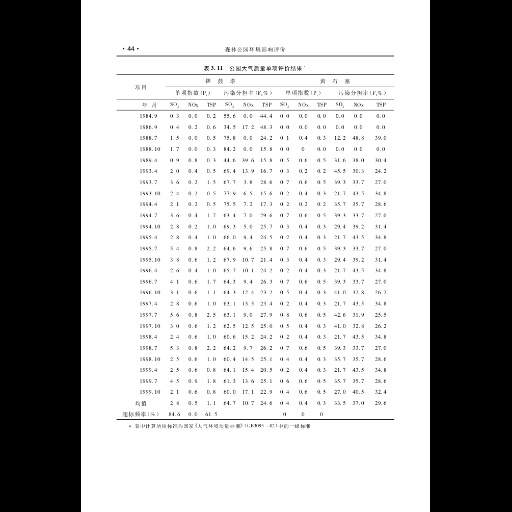 · 44 ·
森林公园环境影响评价
表 3.11 公园大气质量单项评价结果*
项目 钟鼓寨 黄石寨
单项指数(Pi) 污染分担率(Fi%) 单项指数(Pi) 污染分担率(Fi%)
年 月 SO2 NOx TSP SO2 NOx TSP SO2 NOx TSP SO2 NOx TSP
1984.9 0.3 0.0 0.2 55.6 0.0 44.4 0.0 0.0 0.0 0.0 0.0 0.0
1986.9 0.4 0.2 0.6 34.5 17.2 48.3 0.0 0.0 0.0 0.0 0.0 0.0
1988.7 1.5 0.0 0.5 75.8 0.0 24.2 0.1 0.4 0.3 12.2 48.8 39.0
1988.10 1.7 0.0 0.3 84.2 0.0 15.8 0.0 0 0.0 0.0 0.0 0.0
1989.4 0.9 0.8 0.3 44.6 39.6 15.8 0.5 0.6 0.5 31.6 38.0 30.4
1993.4 2.0 0.4 0.5 69.4 13.9 16.7 0.3 0.2 0.2 45.5 30.3 24.2
1993.7 3.6 0.2 1.5 67.7 3.8 28.6 0.7 0.6 0.5 39.3 33.7 27.0
1993.10 2.4 0.2 0.5 77.9 6.5 15.6 0.2 0.4 0.3 21.7 43.5 34.8
1994.4 2.1 0.2 0.5 75.5 7.2 17.3 0.2 0.2 0.2 35.7 35.7 28.6
1994.7 3.6 0.4 1.7 63.4 7.0 29.6 0.7 0.6 0.5 39.3 33.7 27.0
1994.10 2.8 0.2 1.0 69.3 5.0 25.7 0.3 0.4 0.3 29.4 39.2 31.4
1995.4 2.8 0.4 1.0 66.0 9.4 24.5 0.2 0.4 0.3 21.7 43.5 34.8
1995.7 5.4 0.8 2.2 64.6 9.6 25.8 0.7 0.6 0.5 39.3 33.7 27.0
1995.10 3.8 0.6 1.2 67.9 10.7 21.4 0.3 0.4 0.3 29.4 39.2 31.4
1996.4 2.6 0.4 1.0 65.7 10.1 24.2 0.2 0.4 0.3 21.7 43.5 34.8
1996.7 4.1 0.6 1.7 64.3 9.4 26.3 0.7 0.6 0.5 39.3 33.7 27.0
1996.10 3.1 0.6 1.1 64.3 12.4 23.2 0.5 0.4 0.3 41.0 32.8 26.2
1997.4 2.8 0.6 1.0 63.1 13.5 23.4 0.2 0.4 0.3 21.7 43.5 34.8
1997.7 5.6 0.8 2.5 63.1 9.0 27.9 0.8 0.6 0.5 42.6 31.9 25.5
1997.10 3.0 0.6 1.2 62.5 12.5 25.0 0.5 0.4 0.3 41.0 32.8 26.2
1998.4 2.4 0.6 1.0 60.6 15.2 24.2 0.2 0.4 0.3 21.7 43.5 34.8
1998.7 5.3 0.8 2.2 64.2 9.7 26.2 0.7 0.6 0.5 39.3 33.7 27.0
1998.10 2.5 0.6 1.0 60.4 14.5 25.1 0.4 0.4 0.3 35.7 35.7 28.6
1999.4 2.5 0.6 0.8 64.1 15.4 20.5 0.2 0.4 0.3 21.7 43.5 34.8
1999.7 4.5 0.9 1.8 61.3 13.6 25.1 0.6 0.6 0.5 35.7 35.7 28.6
1999.10 2.1 0.6 0.8 60.0 17.1 22.9 0.4 0.6 0.5 27.0 40.5 32.4
均值 2.8 0.5 1.1 64.7 10.7 24.6 0.4 0.4 0.3 33.5 37.0 29.6
超标频率(%) 84.6 0.0 61.5 0 0 0
* 表中计算所用标准为国家《大气环境质量标准》(GB3095—82)中的一级标准